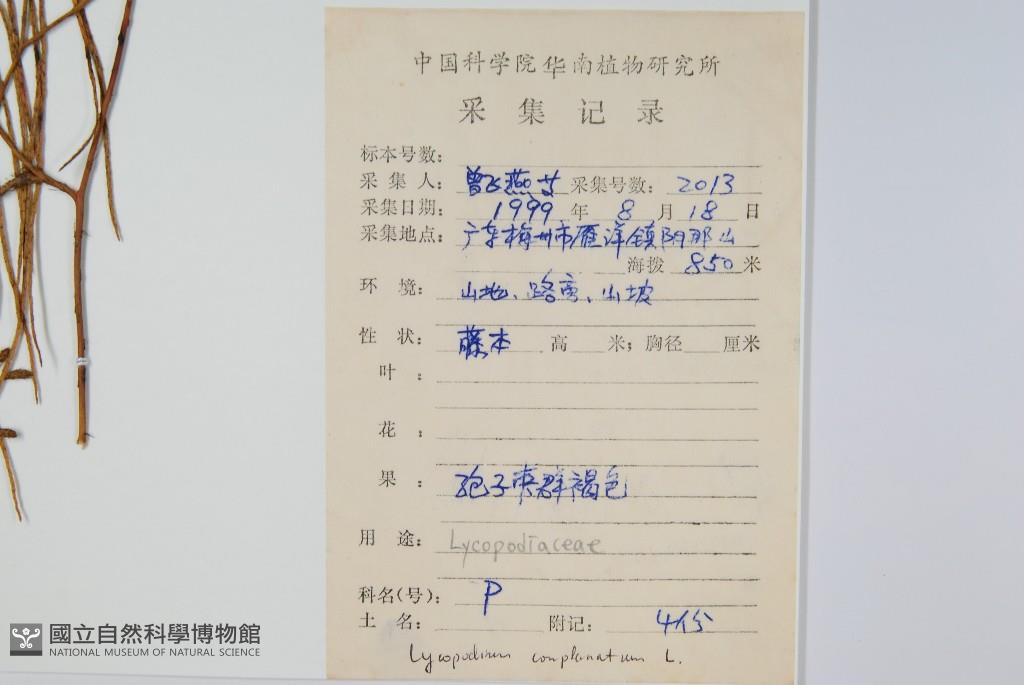 中国科学院华南植物研究所
采集记录
标本号数：
采集人： 曾飞燕 采集号数： 2013
采集日期： 1999 年 8 月 18 日
采集地点： 广东梅州市雁洋镇阴那山
海拨 850 米
环境： 山地、路旁、山坡
性状： 藤本 高 米；胸径 厘米
叶：
花：
果： 孢子囊群褐色
用途： Lycopodiaceae
科名(号)： P
土名： 附记： 4份
Lycopodium complanatum L.
國立自然科學博物館
NATIONAL MUSEUM OF NATURAL SCIENCE